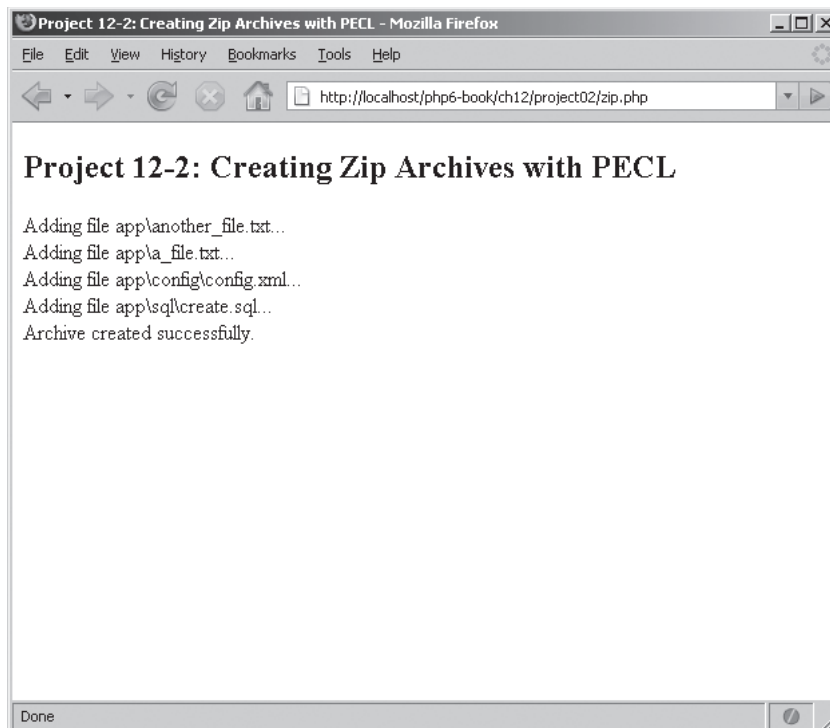 Project 12-2: Creating Zip Archives with PECL - Mozilla Firefox
File Edit View History Bookmarks Tools Help
http://localhost/php6-book/ch12/project02/zip.php
Project 12-2: Creating Zip Archives with PECL
Adding file app\another_file.txt...
Adding file app\a_file.txt...
Adding file app\config\config.xml...
Adding file app\sql\create.sql...
Archive created successfully.
Done